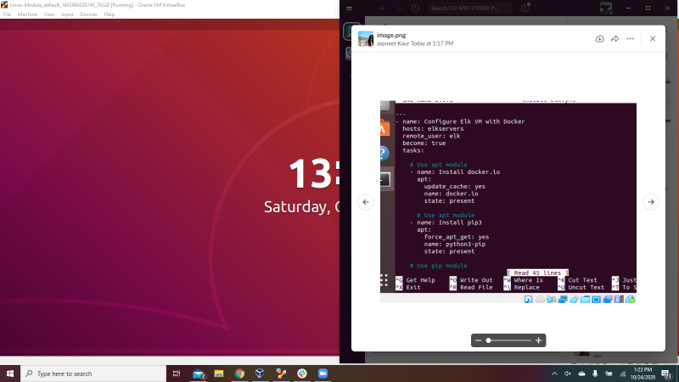 Linux-Module_default_1602980226749_76520 [Running] - Oracle VM VirtualBox
File Machine View Input Devices Help
13:
Saturday, O
Search CU-NYC-CYBER-P...
image.png
Japneet Kaur Today at 1:17 PM
---
- name: Configure Elk VM with Docker
hosts: elkservers
remote_user: elk
become: true
tasks:
# Use apt module
- name: Install docker.io
apt:
update_cache: yes
name: docker.io
state: present
# Use apt module
- name: Install pip3
apt:
force_apt_get: yes
name: python3-pip
state: present
# Use pip module
[ Read 45 lines ]
^G Get Help ^O Write Out ^W Where Is ^K Cut Text ^J Just
^X Exit ^R Read File ^\ Replace ^U Uncut Text ^T To S
Type here to search
1:23 PM
10/24/2020